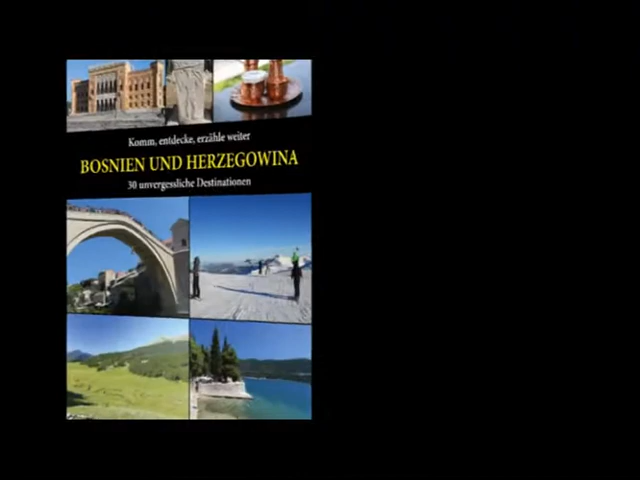 Komm, entdecke, erzähle weiter
BOSNIEN UND HERZEGOWINA
30 unvergessliche Destinationen